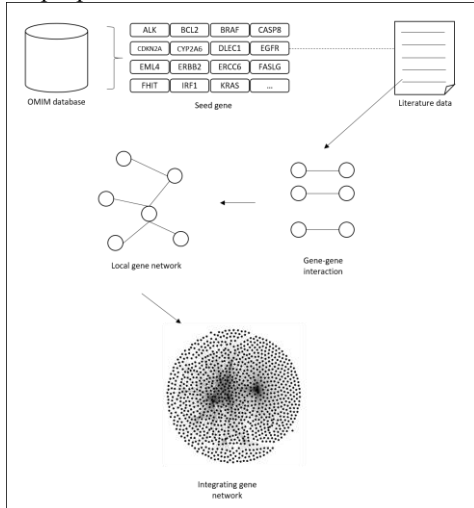 ALK BCL2 BRAF CASP8
CDKN2A CYP2A6 DLEC1 EGFR
EML4 ERBB2 ERCC6 FASLG
FHIT IRF1 KRAS ...
OMIM database
Seed gene
Literature data
Local gene network
Gene-gene
interaction
Integrating gene
network